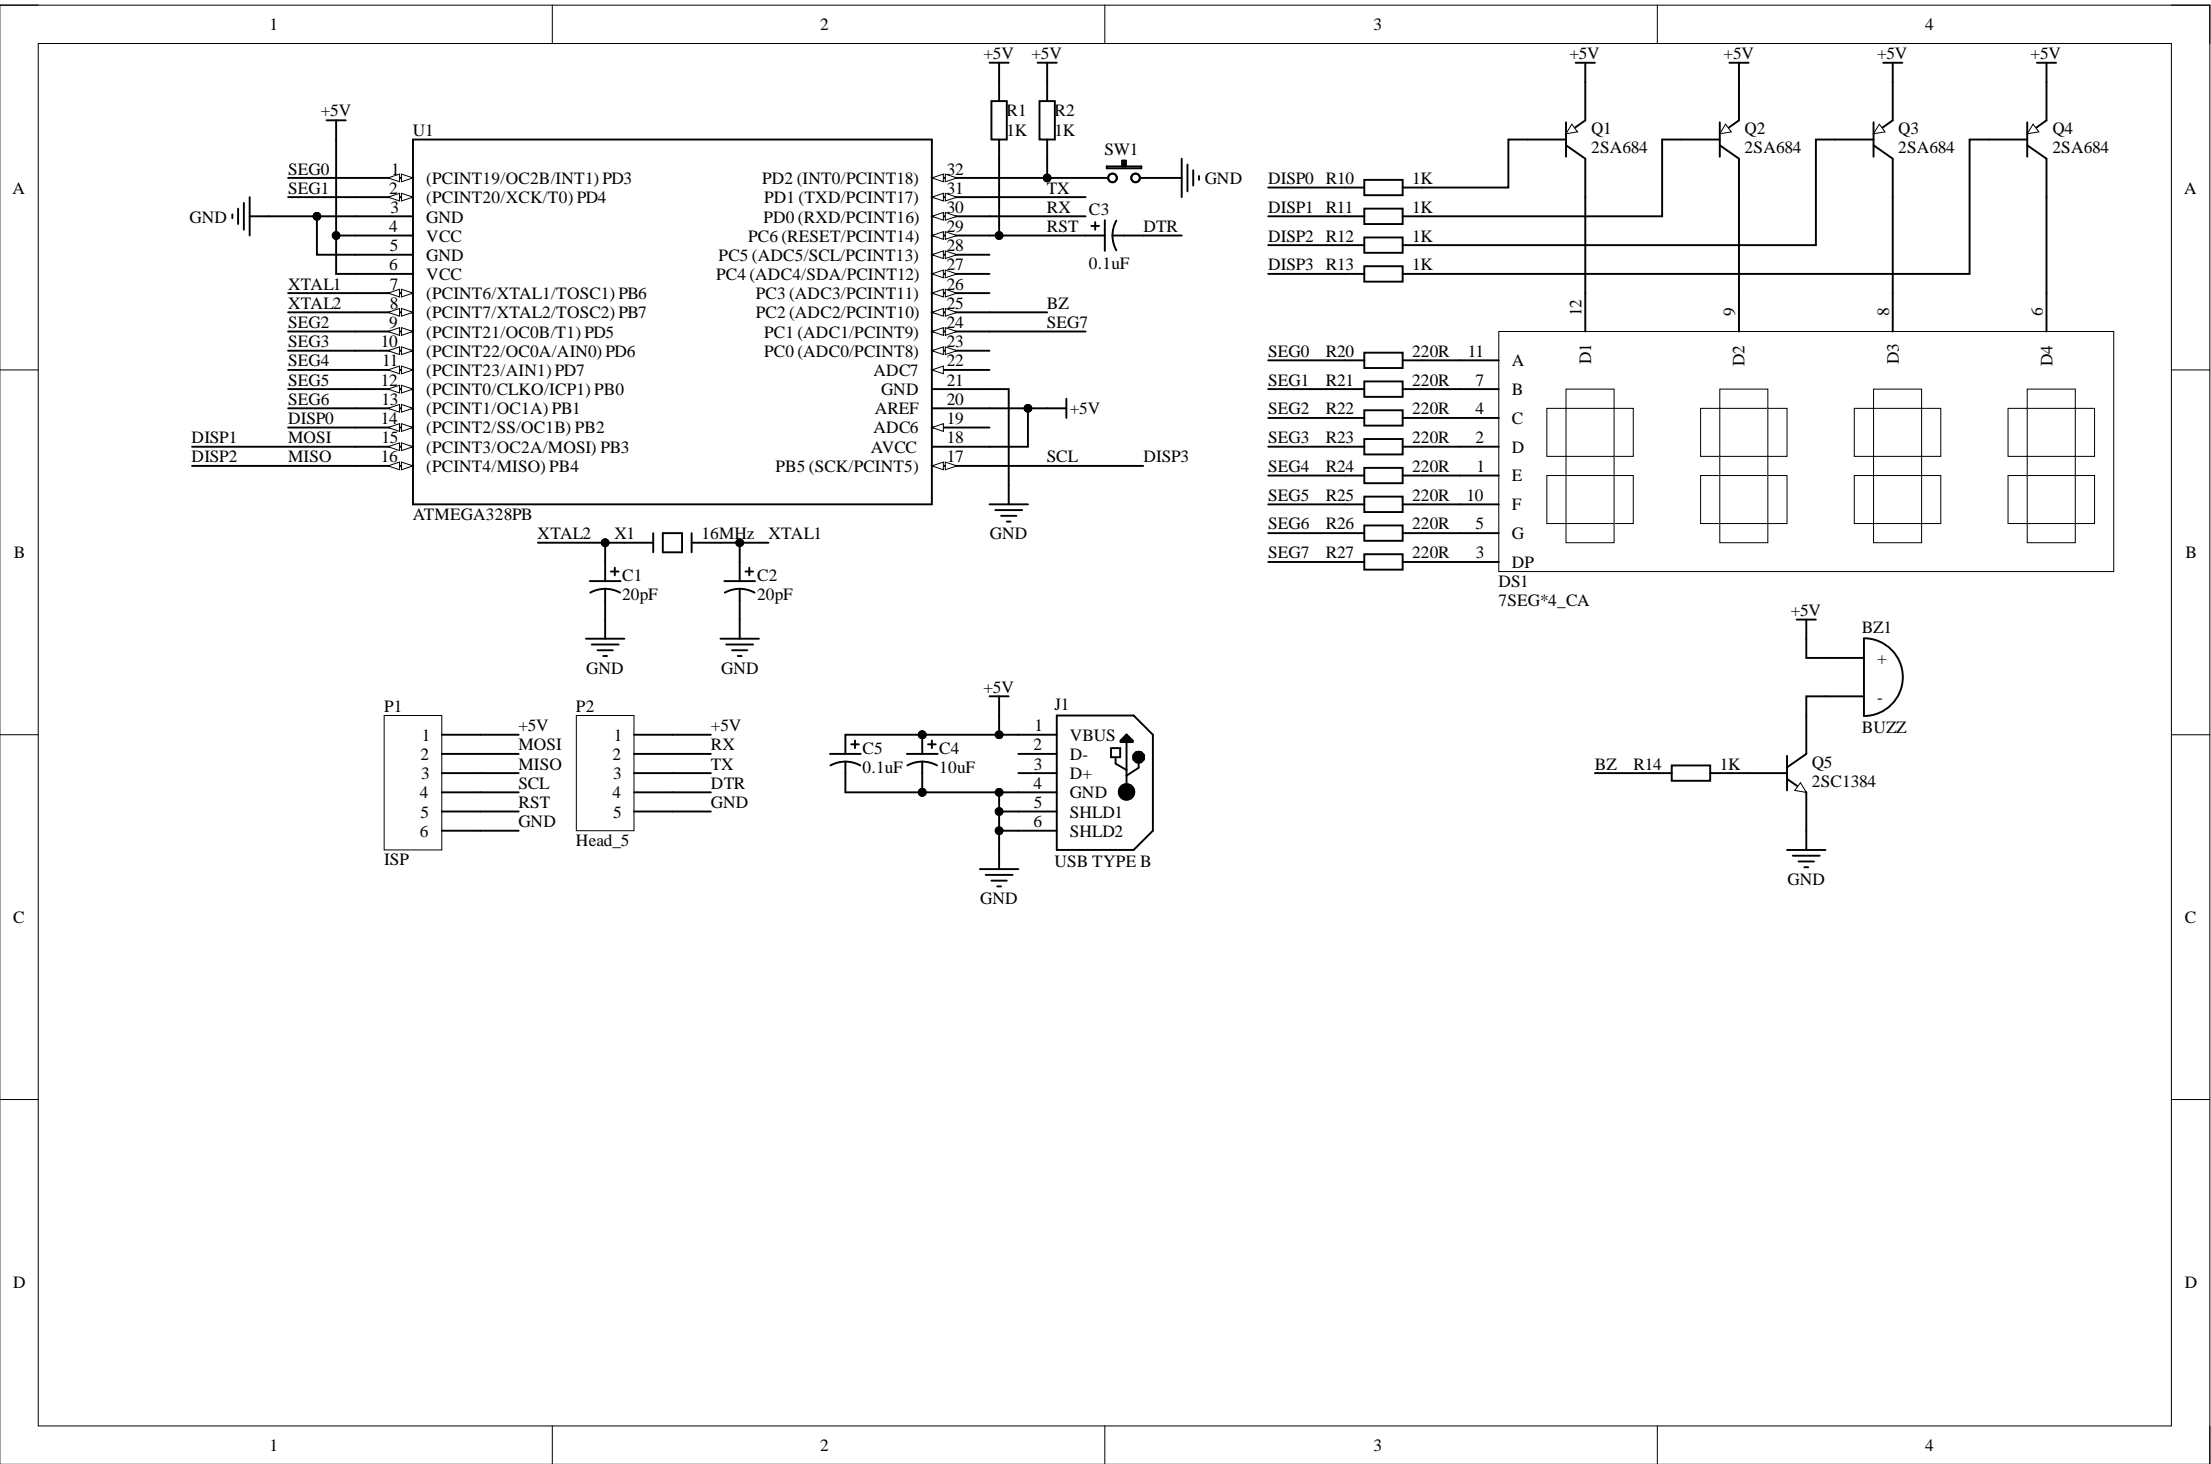 1 2 3 4
+5V +5V +5V +5V +5V +5V
+5V
R1 R2
1K 1K
U1
SW1
GND
Q1 Q2 Q3 Q4
2SA684 2SA684 2SA684 2SA684
A A
SEG0 1 (PCINT19/OC2B/INT1) PD3
SEG1 2 (PCINT20/XCK/T0) PD4
GND 3 GND
4 VCC
5 GND
6 VCC
XTAL1 7 (PCINT6/XTAL1/TOSC1) PB6
XTAL2 8 (PCINT7/XTAL2/TOSC2) PB7
SEG2 9 (PCINT21/OC0B/T1) PD5
SEG3 10 (PCINT22/OC0A/AIN0) PD6
SEG4 11 (PCINT23/AIN1) PD7
SEG5 12 (PCINT0/CLKO/ICP1) PB0
SEG6 13 (PCINT1/OC1A) PB1
DISP0 14 (PCINT2/SS/OC1B) PB2
DISP1 MOSI 15 (PCINT3/OC2A/MOSI) PB3
DISP2 MISO 16 (PCINT4/MISO) PB4
PD2 (INT0/PCINT18) 32
PD1 (TXD/PCINT17) 31 TX
PD0 (RXD/PCINT16) 30 RX C3
PC6 (RESET/PCINT14) 29 RST + DTR
PC5 (ADC5/SCL/PCINT13) 28
0.1uF
PC4 (ADC4/SDA/PCINT12) 27
PC3 (ADC3/PCINT11) 26
PC2 (ADC2/PCINT10) 25 BZ
PC1 (ADC1/PCINT9) 24 SEG7
PC0 (ADC0/PCINT8) 23
ADC7 22
GND 21
AREF 20 +5V
ADC6 19
AVCC 18
PB5 (SCK/PCINT5) 17 SCL DISP3
ATMEGA328PB
GND
DISP0 R10 1K
DISP1 R11 1K
DISP2 R12 1K
DISP3 R13 1K
12 9 8 6
D1 D2 D3 D4
SEG0 R20 220R 11 A
SEG1 R21 220R 7 B
SEG2 R22 220R 4 C
SEG3 R23 220R 2 D
SEG4 R24 220R 1 E
SEG5 R25 220R 10 F
SEG6 R26 220R 5 G
SEG7 R27 220R 3 DP
DS1
7SEG*4_CA
B B
XTAL2 X1 16MHz XTAL1
+ C1 + C2
20pF 20pF
GND GND
+5V
BZ1
+
-
BUZZ
BZ R14 1K
Q5
2SC1384
GND
P1
1 +5V
2 MOSI
3 MISO
4 SCL
5 RST
6 GND
ISP
P2
1 +5V
2 RX
3 TX
4 DTR
5 GND
Head_5
+5V
J1
+ C5 + C4
0.1uF 10uF
1 VBUS
2 D-
3 D+
4 GND
5 SHLD1
6 SHLD2
USB TYPE B
GND
C C
D D
1 2 3 4